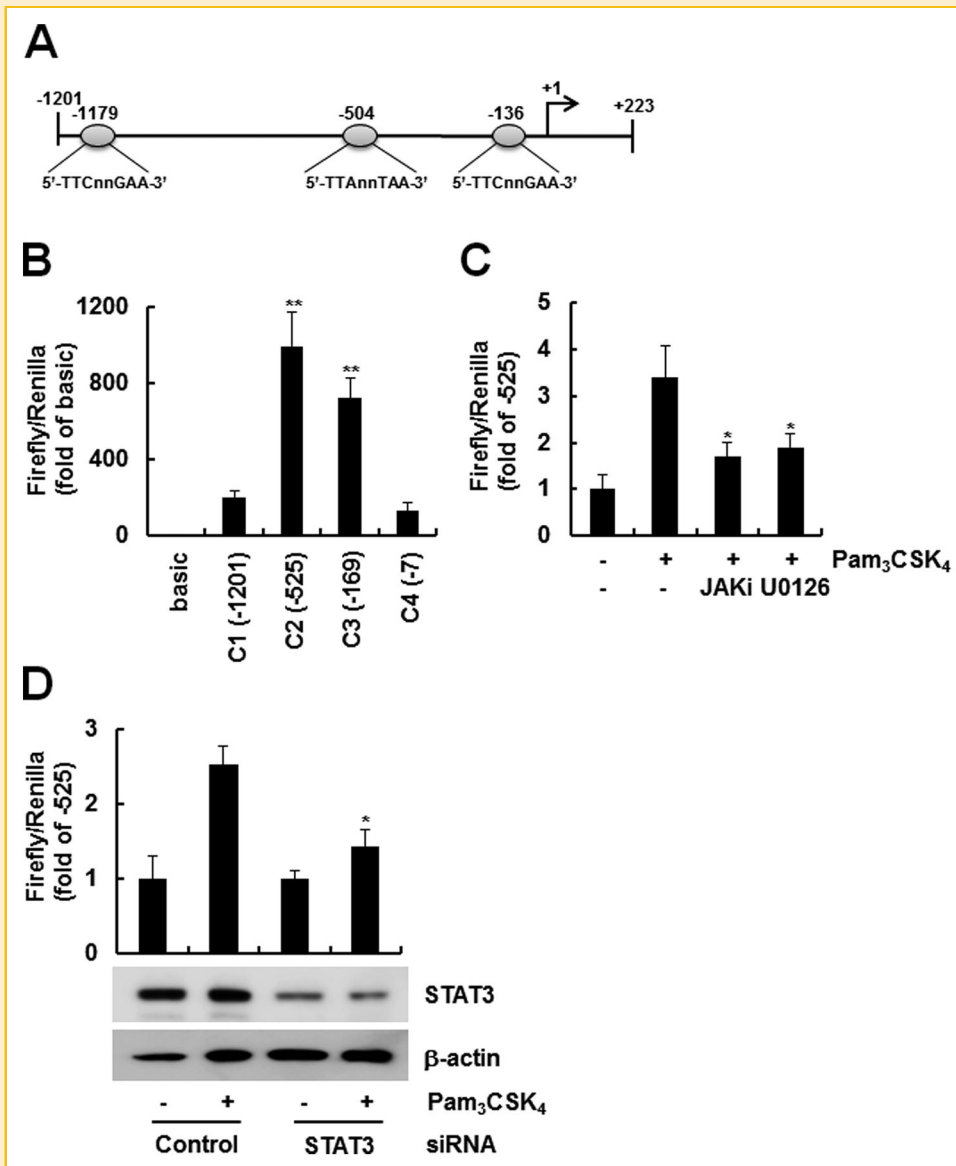 A
-1201
-1179
-504
-136
+1
+223
5'-TTCnnGAA-3'
5'-TTAnnTAA-3'
5'-TTCnnGAA-3'
B
Firefly/Renilla
(fold of basic)
1200
800
400
0
**
**
basic
C1 (-1201)
C2 (-525)
C3 (-169)
C4 (-7)
C
Firefly/Renilla
(fold of -525)
5
4
3
2
1
0
*
*
- + + + Pam₃CSK₄
- - JAKi U0126
D
Firefly/Renilla
(fold of -525)
3
2
1
0
*
STAT3
β-actin
- + - + Pam₃CSK₄
Control STAT3 siRNA